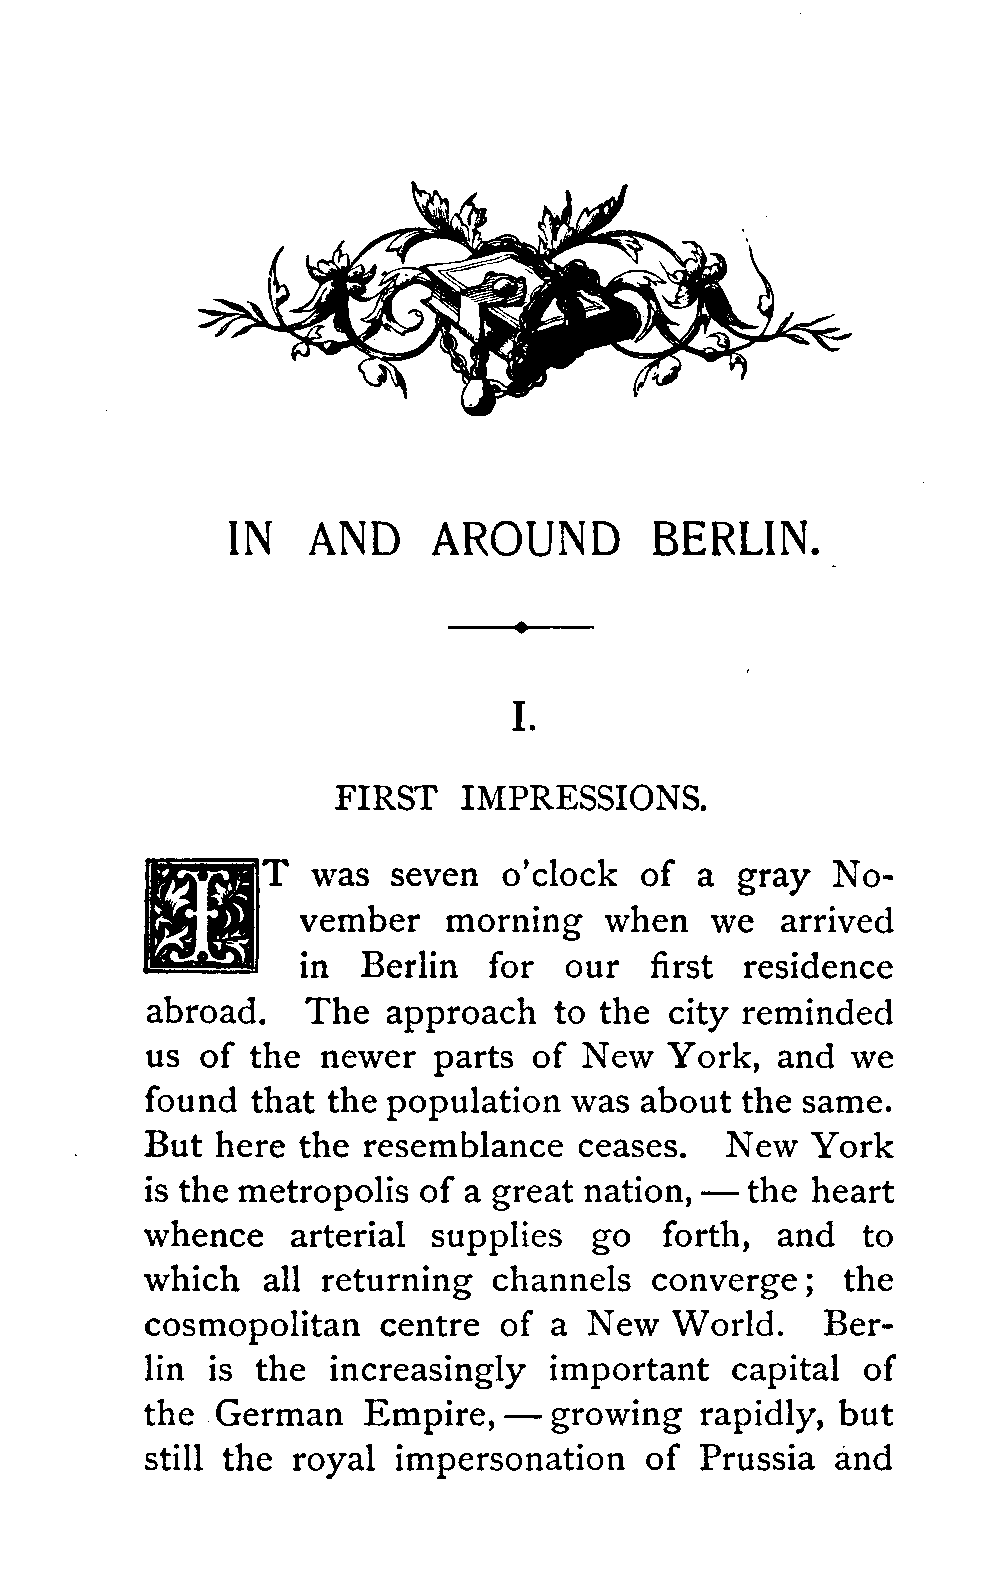 IN AND AROUND BERLIN.
I.
FIRST IMPRESSIONS.
IT was seven o'clock of a gray No-
vember morning when we arrived
in Berlin for our first residence
abroad. The approach to the city reminded
us of the newer parts of New York, and we
found that the population was about the same.
But here the resemblance ceases. New York
is the metropolis of a great nation, — the heart
whence arterial supplies go forth, and to
which all returning channels converge; the
cosmopolitan centre of a New World. Ber-
lin is the increasingly important capital of
the German Empire, — growing rapidly, but
still the royal impersonation of Prussia and